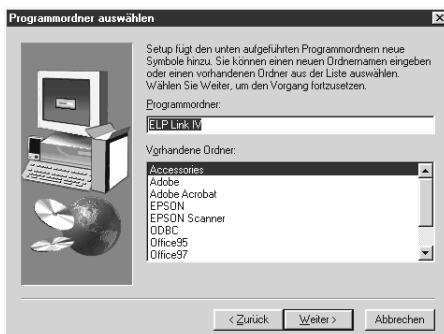 Programmordner auswählen
Setup fügt den unten aufgeführten Programmordnern neue
Symbole hinzu. Sie können einen neuen Ordnernamen eingeben
oder einen vorhandenen Ordner aus der Liste auswählen.
Wählen Sie Weiter, um den Vorgang fortzusetzen.
Programmordner:
ELP Link IV
Vorhandene Ordner:
Accessories
Adobe
Adobe Acrobat
EPSON
EPSON Scanner
ODBC
Office95
Office97
< Zurück
Weiter >
Abbrechen